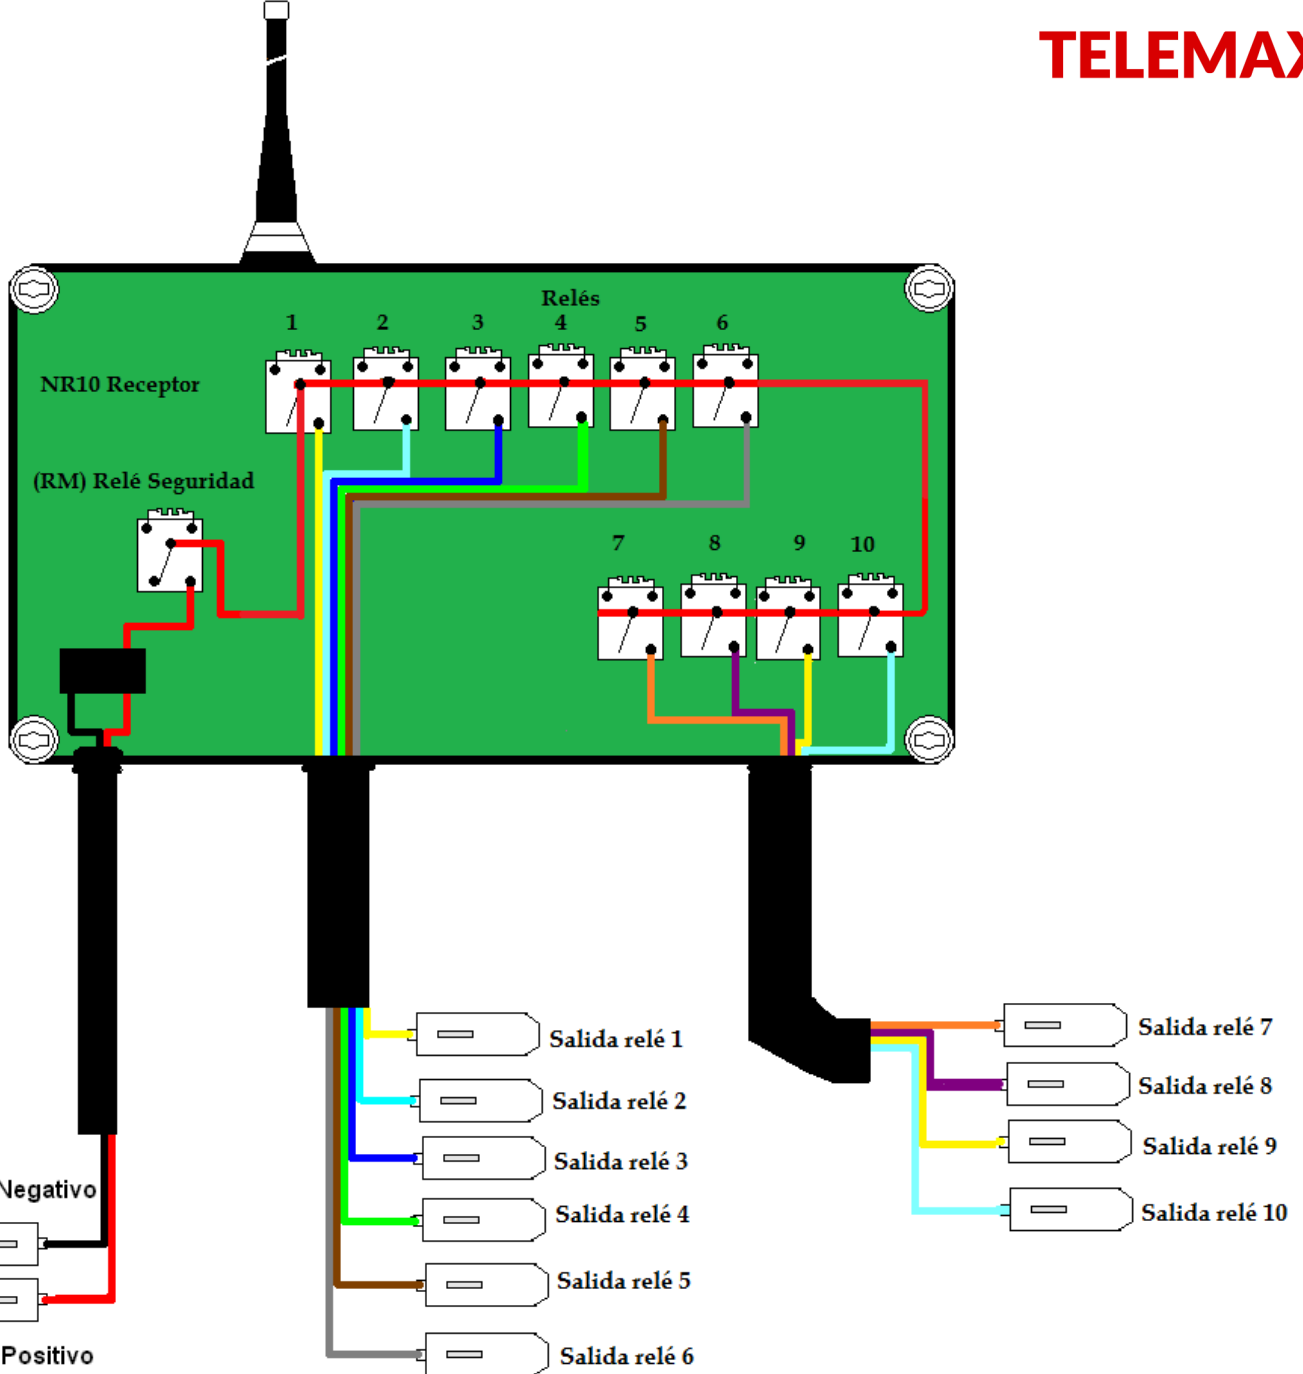 TELEMAX
Relés
1 2 3 4 5 6
NR10 Receptor
(RM) Relé Seguridad
7 8 9 10
Salida relé 1
Salida relé 2
Salida relé 3
Salida relé 4
Salida relé 5
Salida relé 6
Salida relé 7
Salida relé 8
Salida relé 9
Salida relé 10
Negativo
Positivo